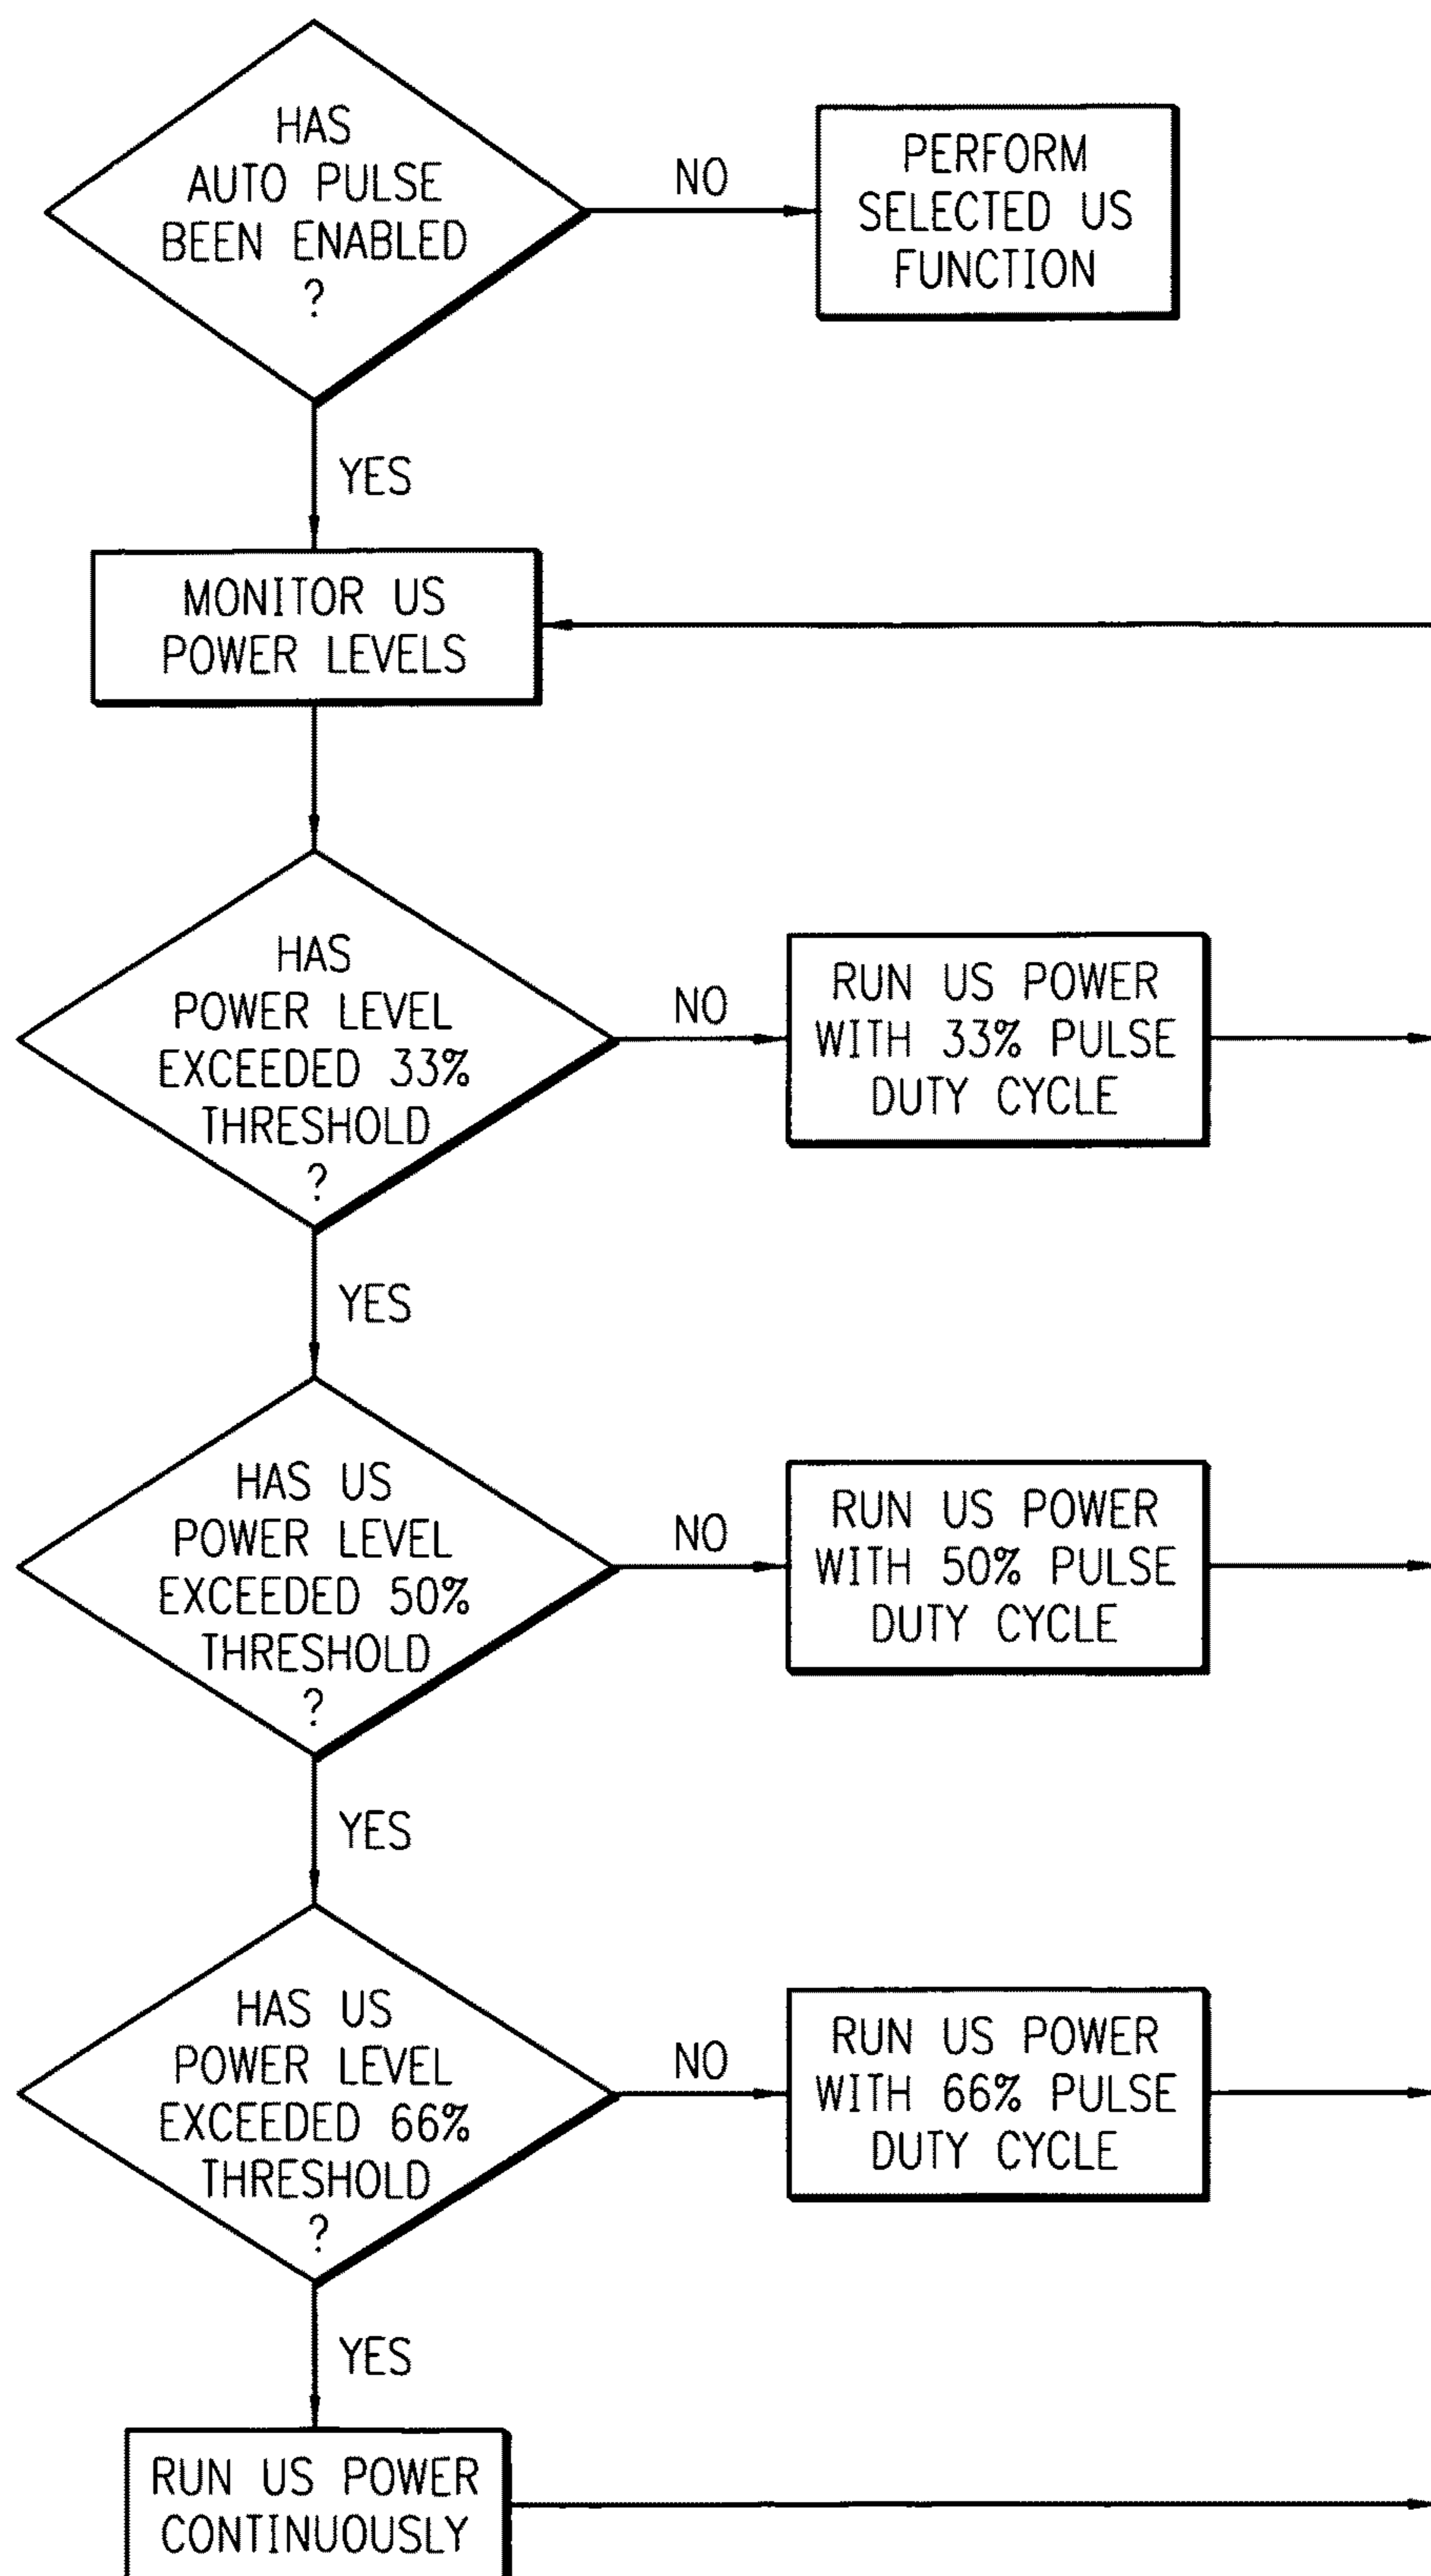 HAS
AUTO PULSE
BEEN ENABLED
?
NO
PERFORM
SELECTED US
FUNCTION
YES
MONITOR US
POWER LEVELS
HAS
POWER LEVEL
EXCEEDED 33%
THRESHOLD
?
NO
RUN US POWER
WITH 33% PULSE
DUTY CYCLE
YES
HAS US
POWER LEVEL
EXCEEDED 50%
THRESHOLD
?
NO
RUN US POWER
WITH 50% PULSE
DUTY CYCLE
YES
HAS US
POWER LEVEL
EXCEEDED 66%
THRESHOLD
?
NO
RUN US POWER
WITH 66% PULSE
DUTY CYCLE
YES
RUN US POWER
CONTINUOUSLY